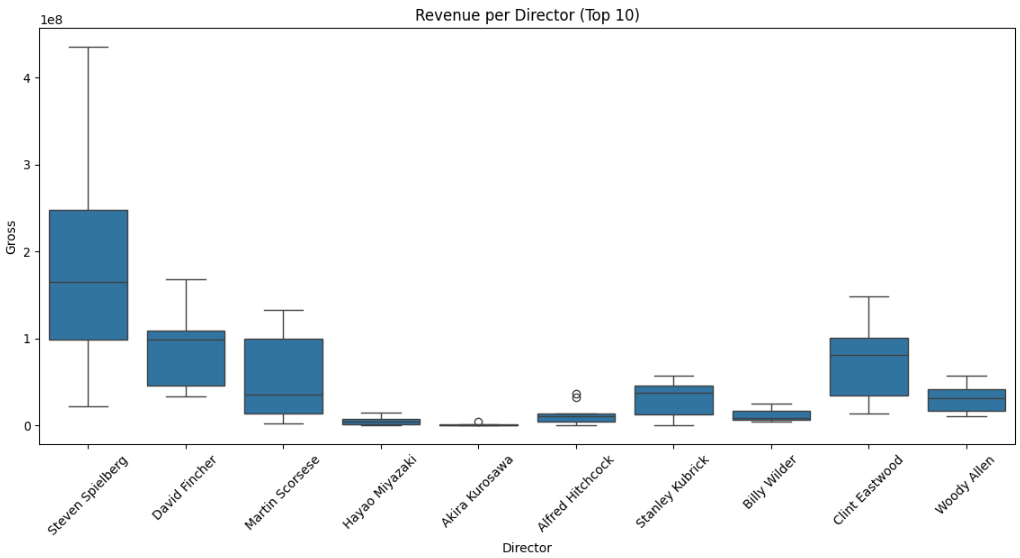 Revenue per Director (Top 10)
1e8
4
3
2
1
0
Gross
Steven Spielberg
David Fincher
Martin Scorsese
Hayao Miyazaki
Akira Kurosawa
Alfred Hitchcock
Stanley Kubrick
Billy Wilder
Clint Eastwood
Woody Allen
Director